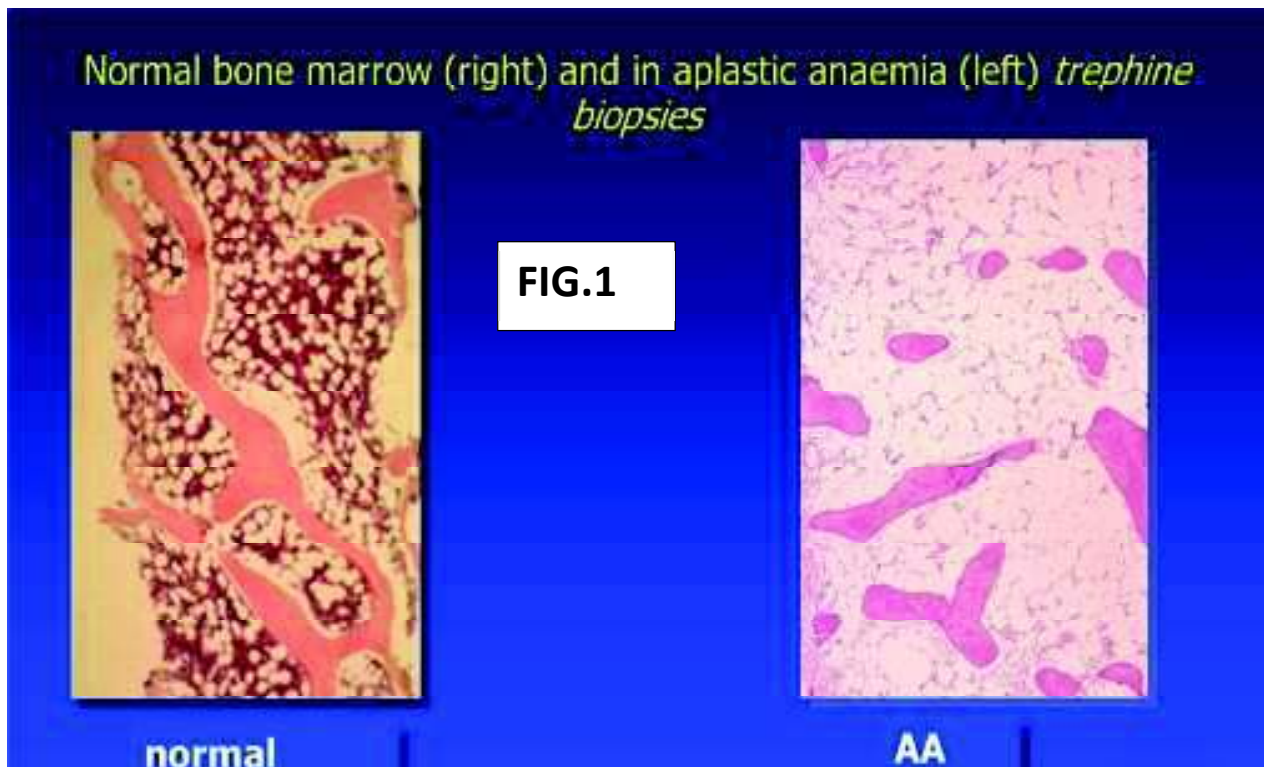 Normal bone marrow (right) and in aplastic anaemia (left) trephine
biopsies
FIG.1
normal
AA